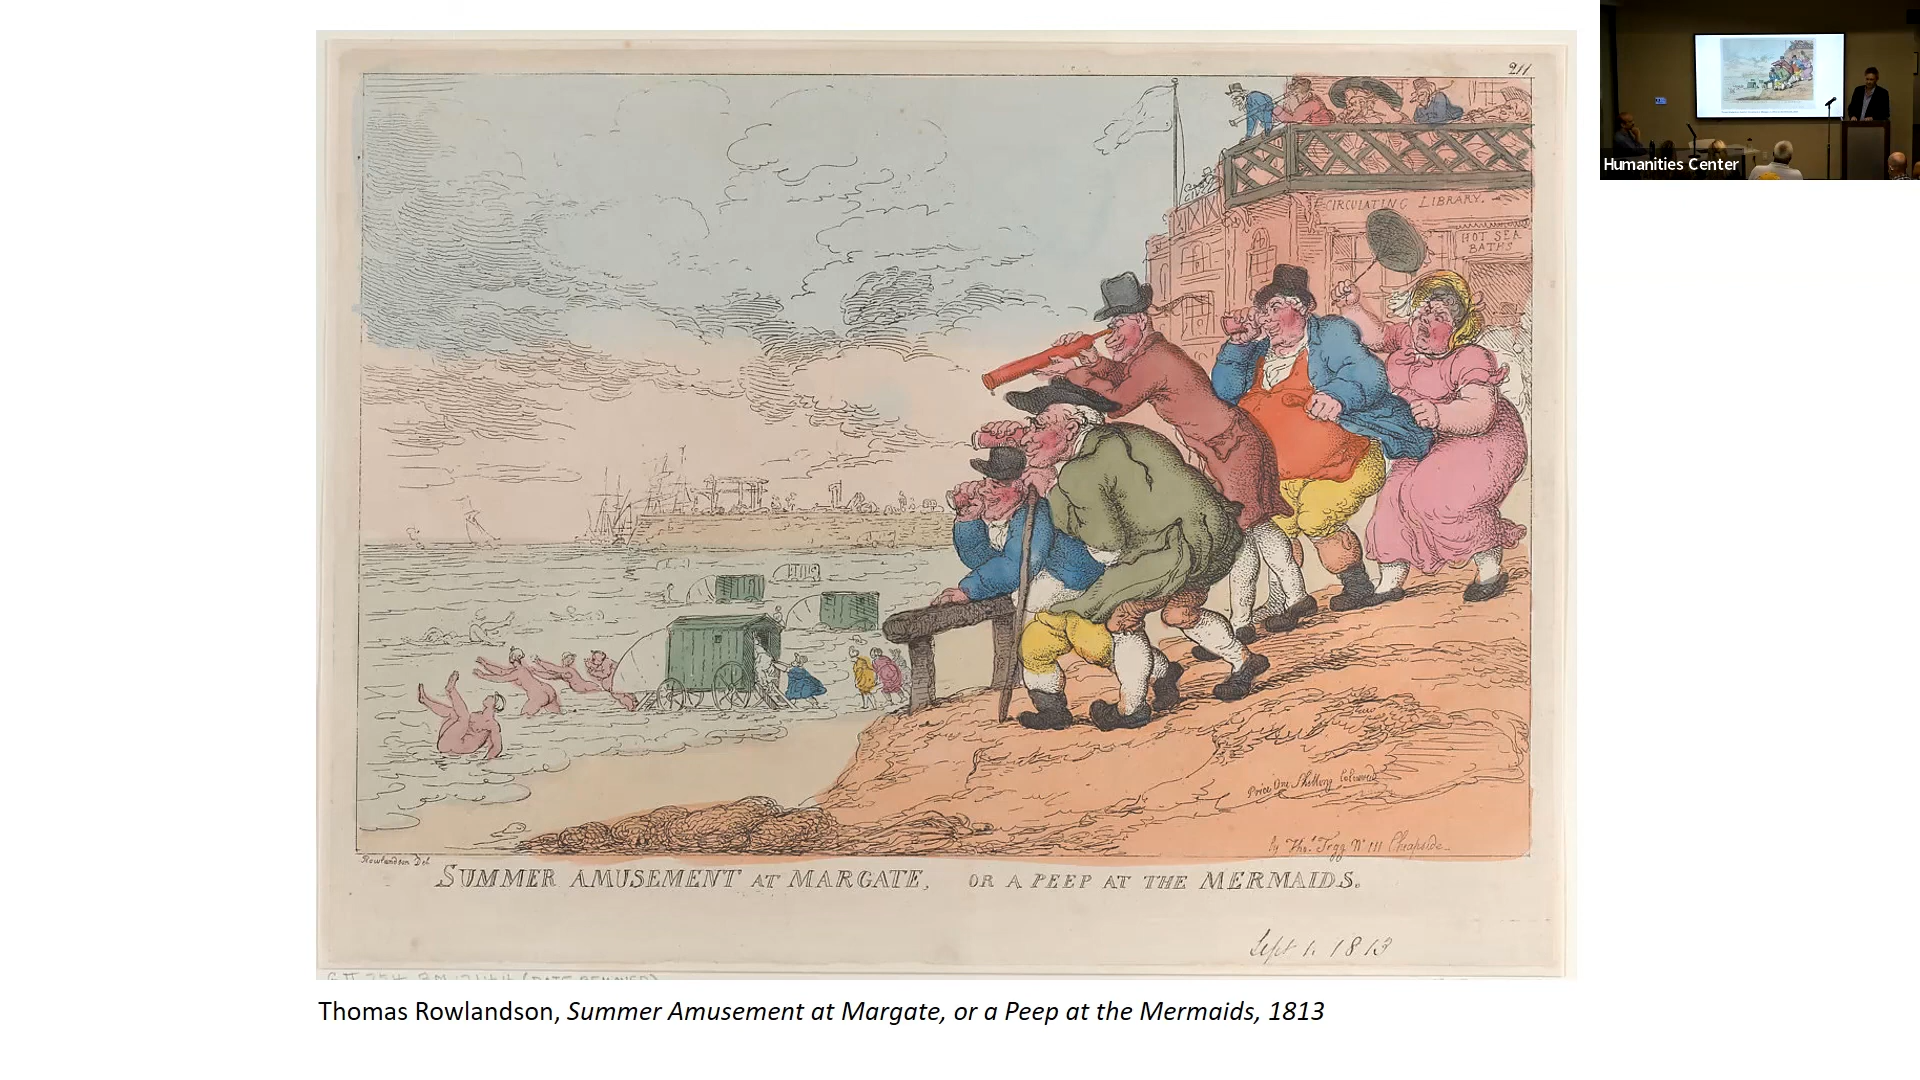 211
CIRCULATING LIBRARY.
HOT SEA
BATHS
Humanities Center
Price One Shilling Coloured
by Thos. Tegg No 111 Cheapside
Rowlandson Del
SUMMER AMUSEMENT AT MARGATE, OR A PEEP AT THE MERMAIDS.
Sept 1. 1813
Thomas Rowlandson, Summer Amusement at Margate, or a Peep at the Mermaids, 1813